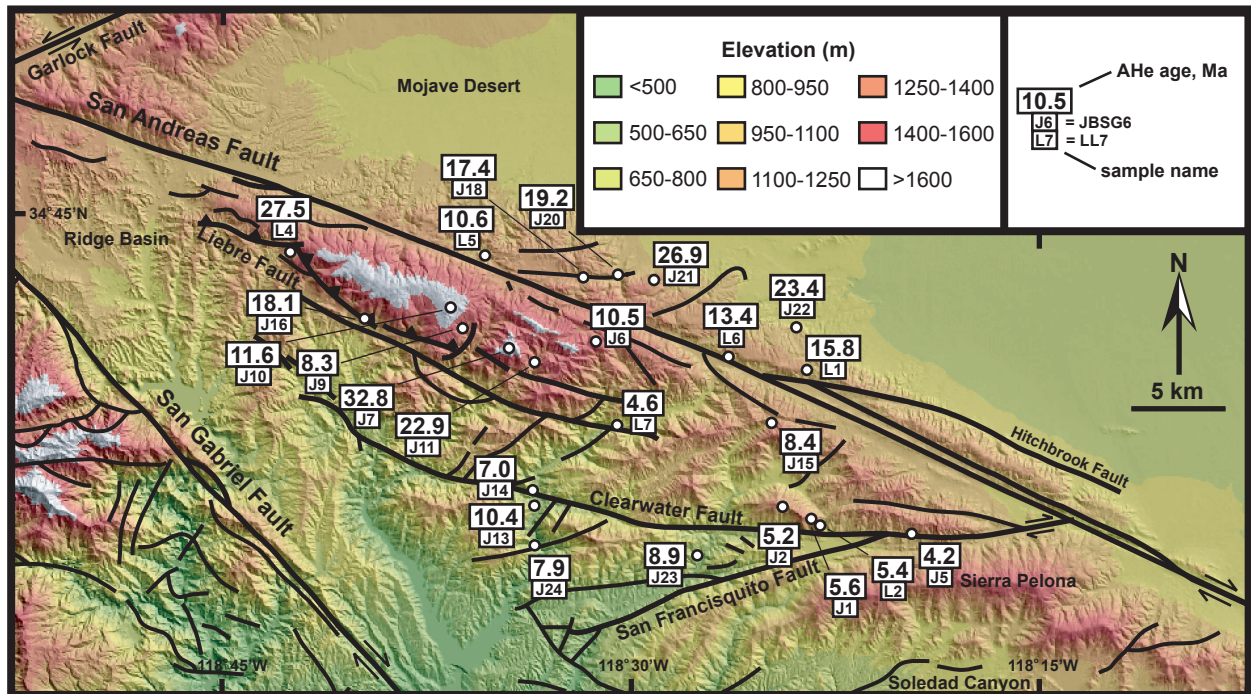 Garlock Fault
San Andreas Fault
Mojave Desert
Elevation (m)
<500
800-950
1250-1400
500-650
950-1100
1400-1600
650-800
1100-1250
>1600
AHe age, Ma
10.5
J6 = JBSG6
L7 = LL7
sample name
34°45'N
Ridge Basin
Liebre Fault
27.5
L4
17.4
J18
10.6
L5
19.2
J20
26.9
J21
23.4
J22
N
5 km
18.1
J16
11.6
J10
8.3
J9
32.8
J7
22.9
J11
10.5
J6
13.4
L6
15.8
L1
4.6
L7
8.4
J15
Hitchbrook Fault
San Gabriel Fault
7.0
J14
10.4
J13
7.9
J24
Clearwater Fault
8.9
J23
5.2
J2
5.6
J1
5.4
L2
4.2
J5
San Francisquito Fault
Sierra Pelona
118°45'W
118°30'W
118°15'W
Soledad Canyon